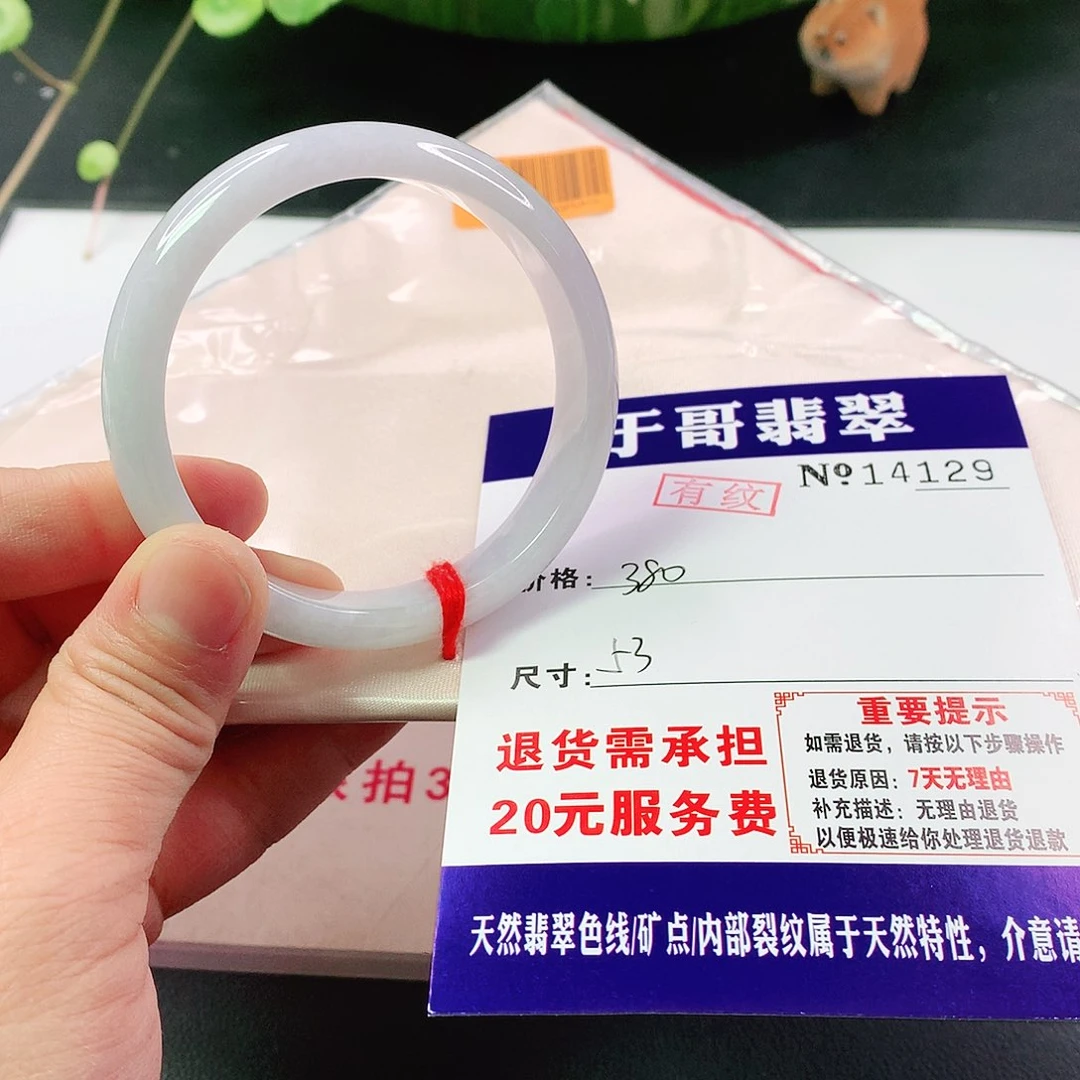 于哥翡翠
№14129
有纹
价格: 380
尺寸: 53
退货需承担
20元服务费
重要提示
如需退货，请按以下步骤操作
退货原因：7天无理由
补充描述：无理由退货
以便极速给你处理退货退款
拍3
天然翡翠色线/矿点/内部裂纹属于天然特性，介意请